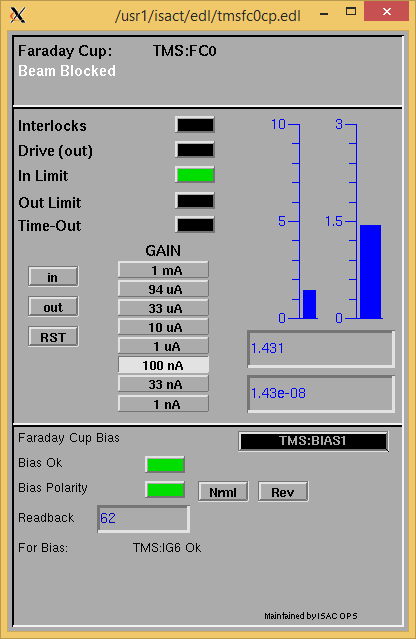 /usr1/isact/edl/tmsfc0cp.edl
Faraday Cup: TMS:FC0
Beam Blocked
Interlocks
Drive (out)
In Limit
Out Limit
Time-Out
GAIN
1 mA
94 uA
33 uA
10 uA
1 uA
100 nA
33 nA
1 nA
in
out
RST
10
5
0
3
1.5
0
1.431
1.43e-08
Faraday Cup Bias TMS:BIAS1
Bias Ok
Bias Polarity Nrml Rev
Readback 62
For Bias: TMS:IG6 Ok
Maintained by ISAC OPS